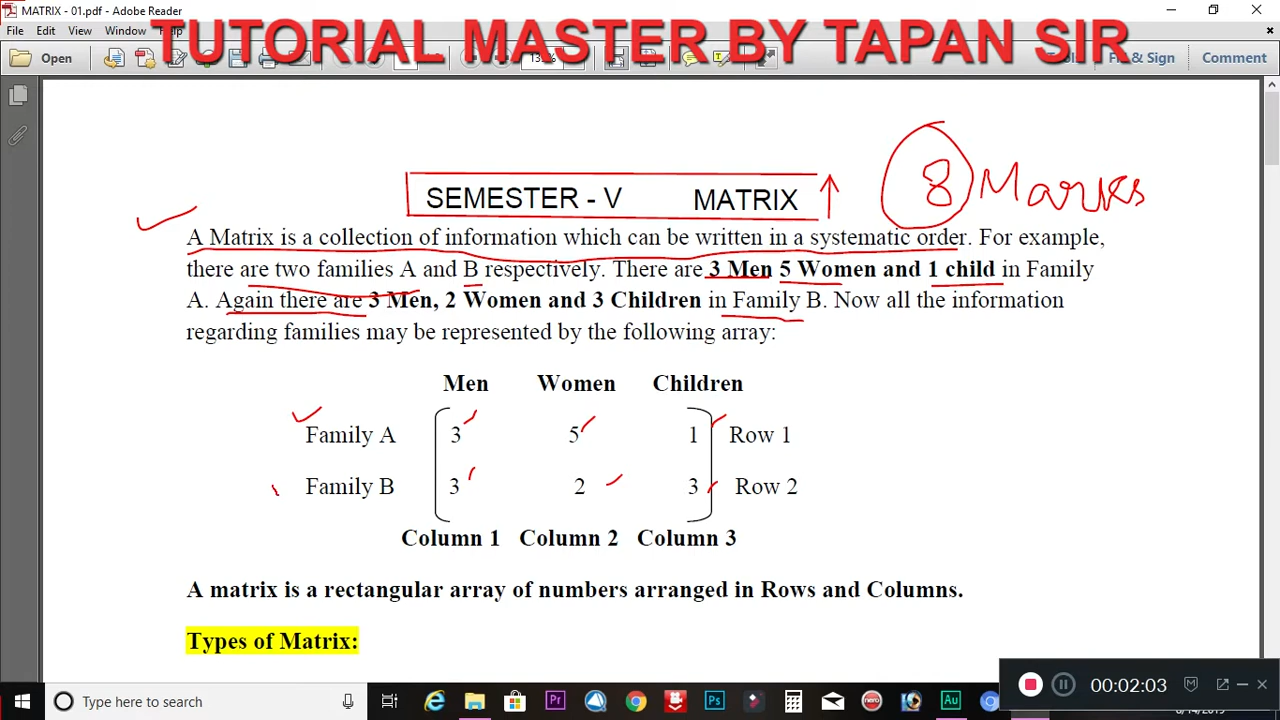 MATRIX - 01.pdf - Adobe Reader
File Edit View Window Help
TUTORIAL MASTER BY TAPAN SIR
Open Fill & Sign Comment
8 Marks
SEMESTER - V MATRIX
A Matrix is a collection of information which can be written in a systematic order. For example,
there are two families A and B respectively. There are 3 Men 5 Women and 1 child in Family
A. Again there are 3 Men, 2 Women and 3 Children in Family B. Now all the information
regarding families may be represented by the following array:
Men Women Children
Family A 3 5 1 Row 1
Family B 3 2 3 Row 2
Column 1 Column 2 Column 3
A matrix is a rectangular array of numbers arranged in Rows and Columns.
Types of Matrix:
00:02:03
Type here to search